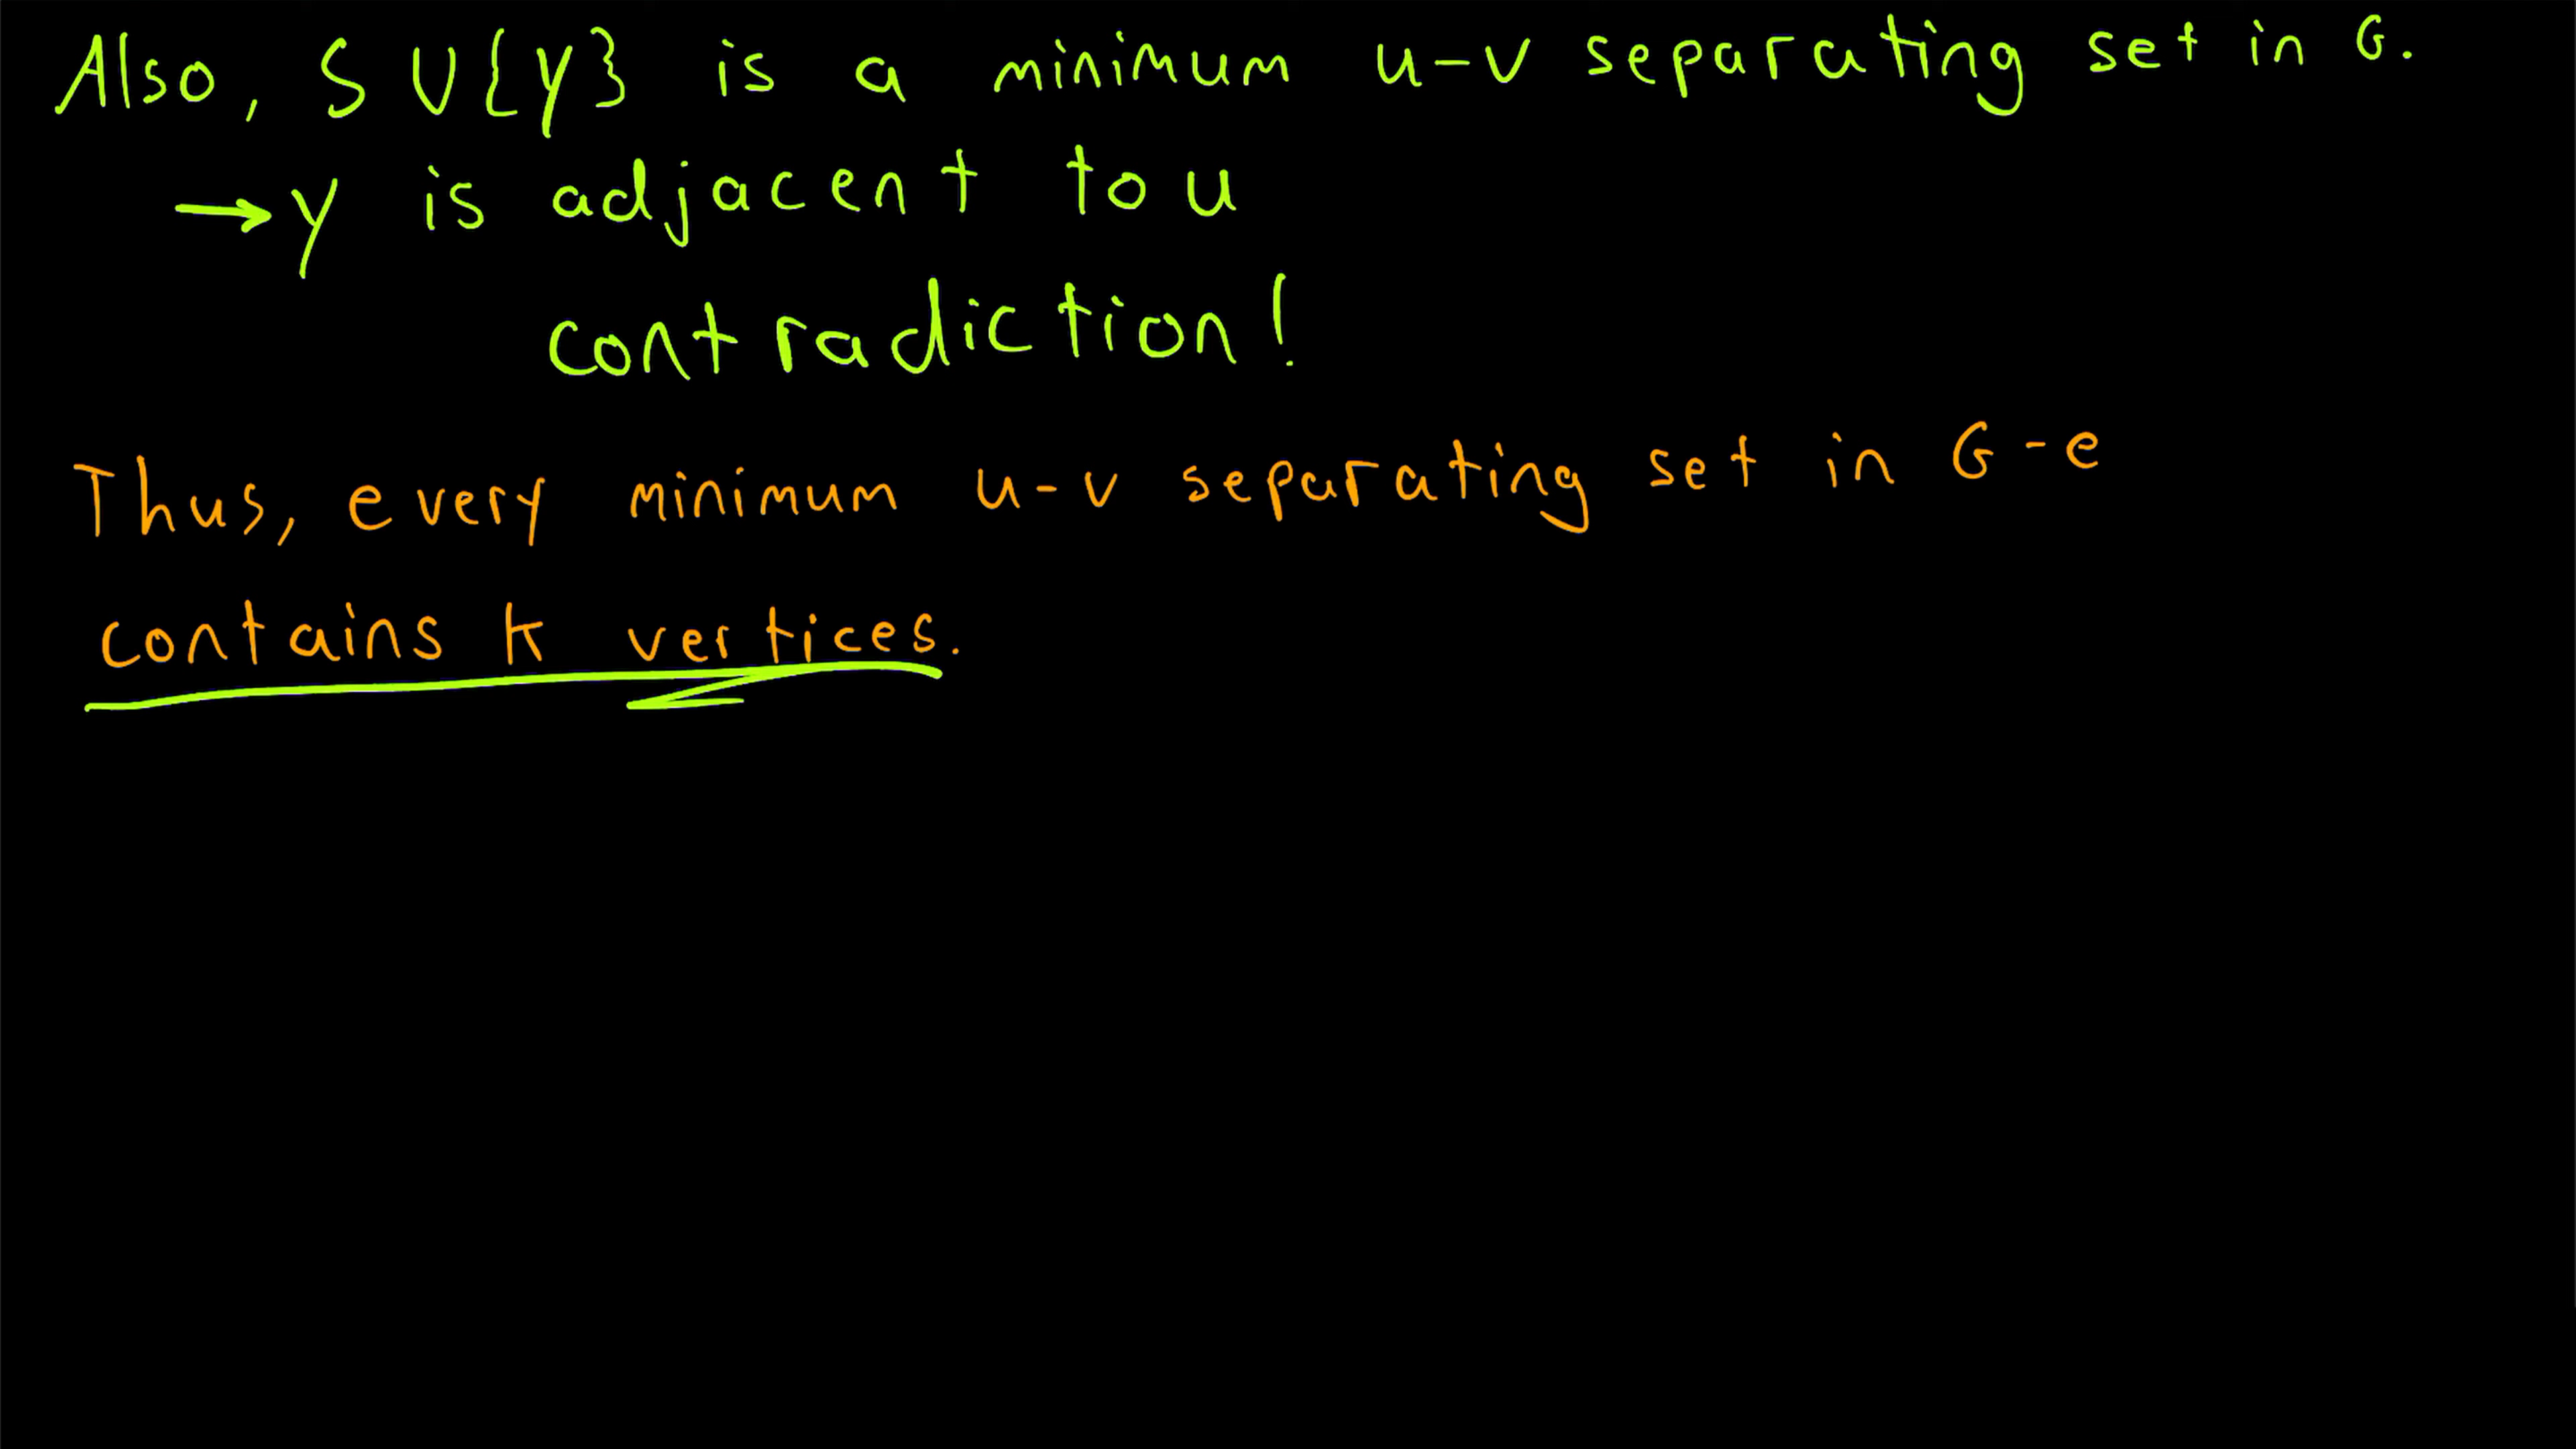 Also, S ∪ {y} is a minimum u-v separating set in G.
→ y is adjacent to u
contradiction!
Thus, every minimum u-v separating set in G-e
contains k vertices.